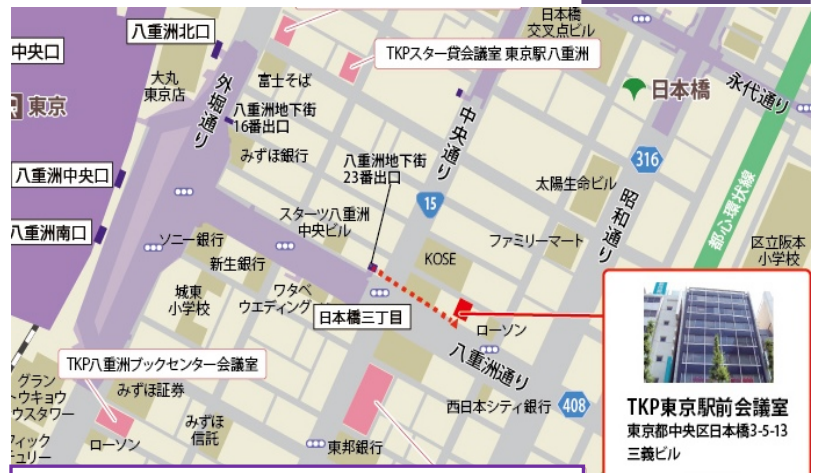 八重洲北口
中央口
大丸
東京店
東京
外堀通り
富士そば
八重洲地下街
16番出口
みずほ銀行
TKPスター貸会議室 東京駅八重洲
日本橋
交叉点ビル
中央通り
日本橋
永代通り
316
都心環状線
昭和通り
太陽生命ビル
ファミリーマート
区立阪本
小学校
八重洲地下街
23番出口
15
八重洲中央口
八重洲南口
スターツ八重洲
中央ビル
ソニー銀行
新生銀行
城東
小学校
ワタベ
ウエディング
KOSE
日本橋三丁目
ローソン
八重洲通り
TKP八重洲ブックセンター会議室
グラン
トウキョウ
ウスタワー
みずほ証券
みずほ
信託
ローソン
フィック
チュリー
東邦銀行
西日本シティ銀行
408
TKP東京駅前会議室
東京都中央区日本橋3-5-13
三義ビル